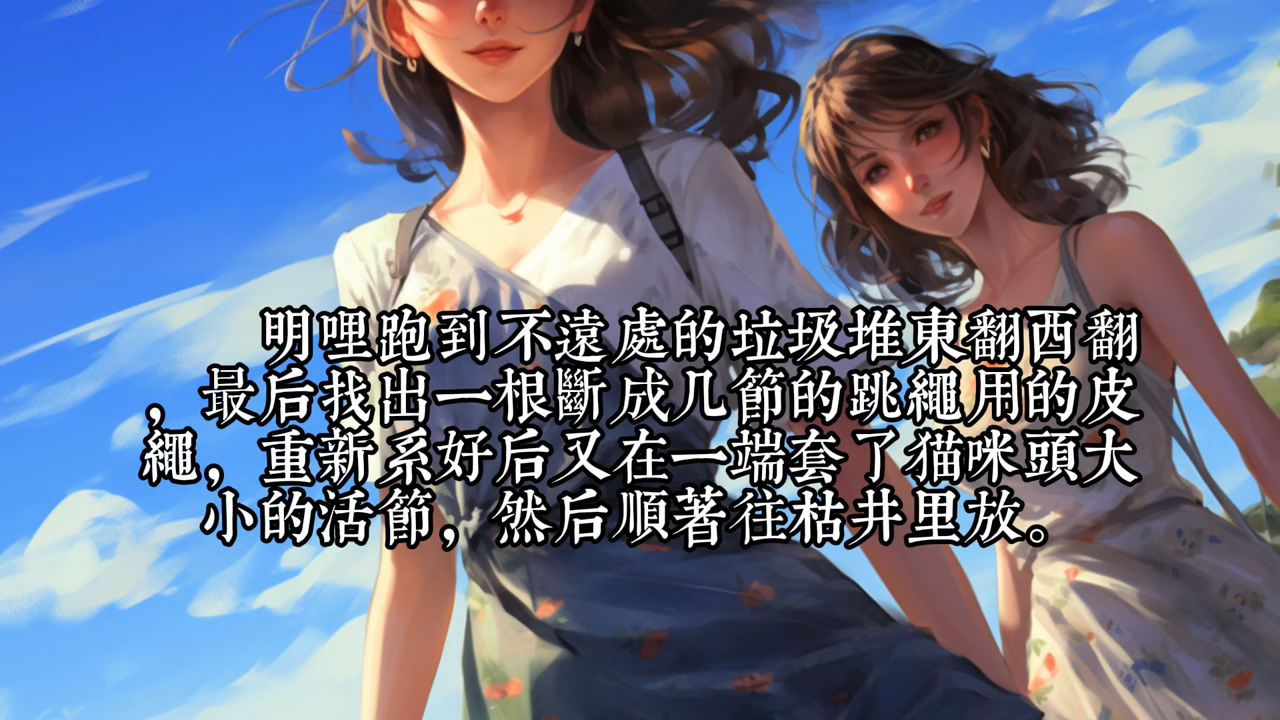 明哩跑到不遠處的垃圾堆東翻西翻
，最后找出一根斷成几節的跳繩用的皮
繩，重新系好后又在一端套了猫咪頭大
小的活節，然后順著往枯井里放。